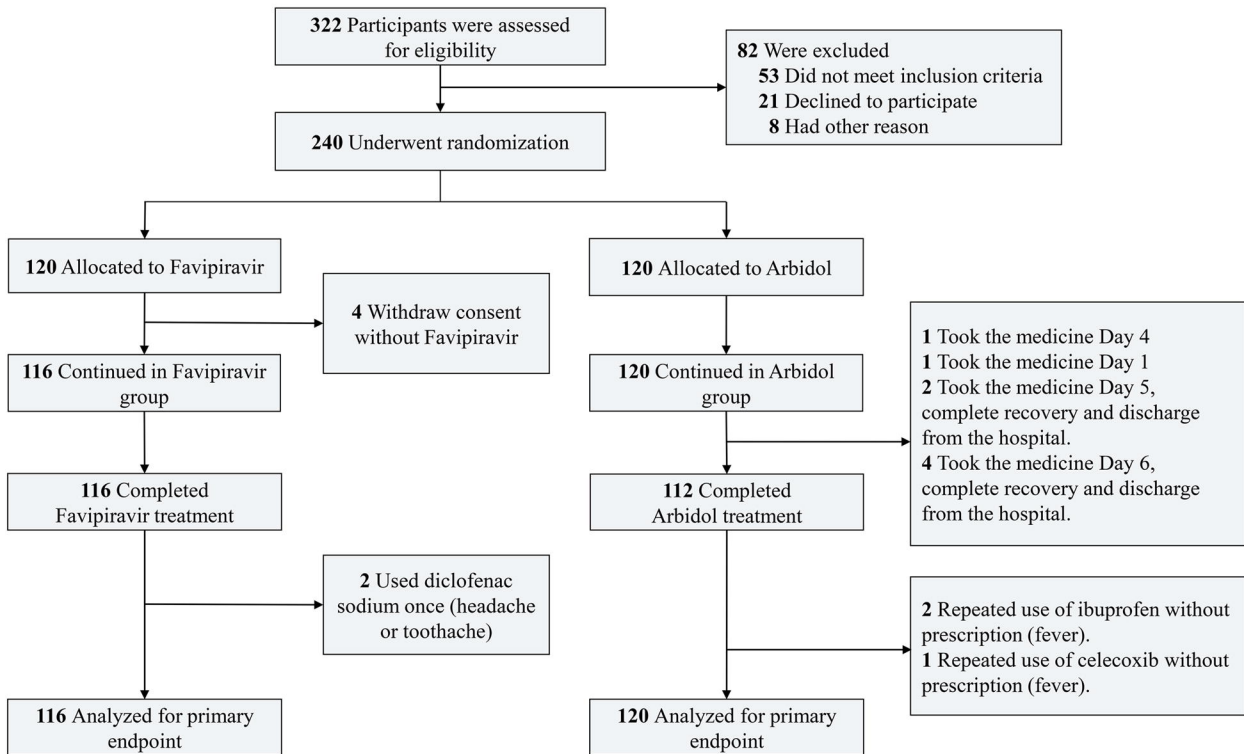 322 Participants were assessed
for eligibility
82 Were excluded
53 Did not meet inclusion criteria
21 Declined to participate
8 Had other reason
240 Underwent randomization
120 Allocated to Favipiravir
120 Allocated to Arbidol
4 Withdraw consent
without Favipiravir
116 Continued in Favipiravir
group
120 Continued in Arbidol
group
1 Took the medicine Day 4
1 Took the medicine Day 1
2 Took the medicine Day 5,
complete recovery and discharge
from the hospital.
4 Took the medicine Day 6,
complete recovery and discharge
from the hospital.
116 Completed
Favipiravir treatment
112 Completed
Arbidol treatment
2 Used diclofenac
sodium once (headache
or toothache)
2 Repeated use of ibuprofen without
prescription (fever).
1 Repeated use of celecoxib without
prescription (fever).
116 Analyzed for primary
endpoint
120 Analyzed for primary
endpoint